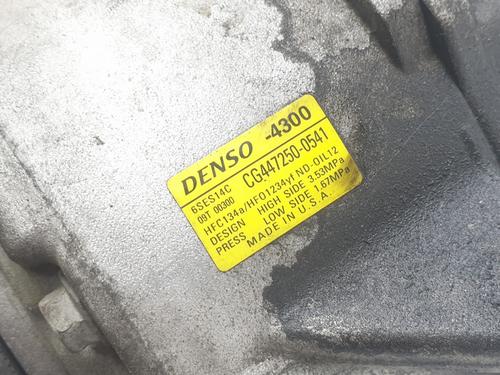 DENSO -4300
6SES14C CG447250-0541
09T 00300
HFC134a/HFO1234yf ND-OIL12
DESIGN HIGH SIDE 3.53MPa
PRESS LOW SIDE 1.67MPa
MADE IN U.S.A.